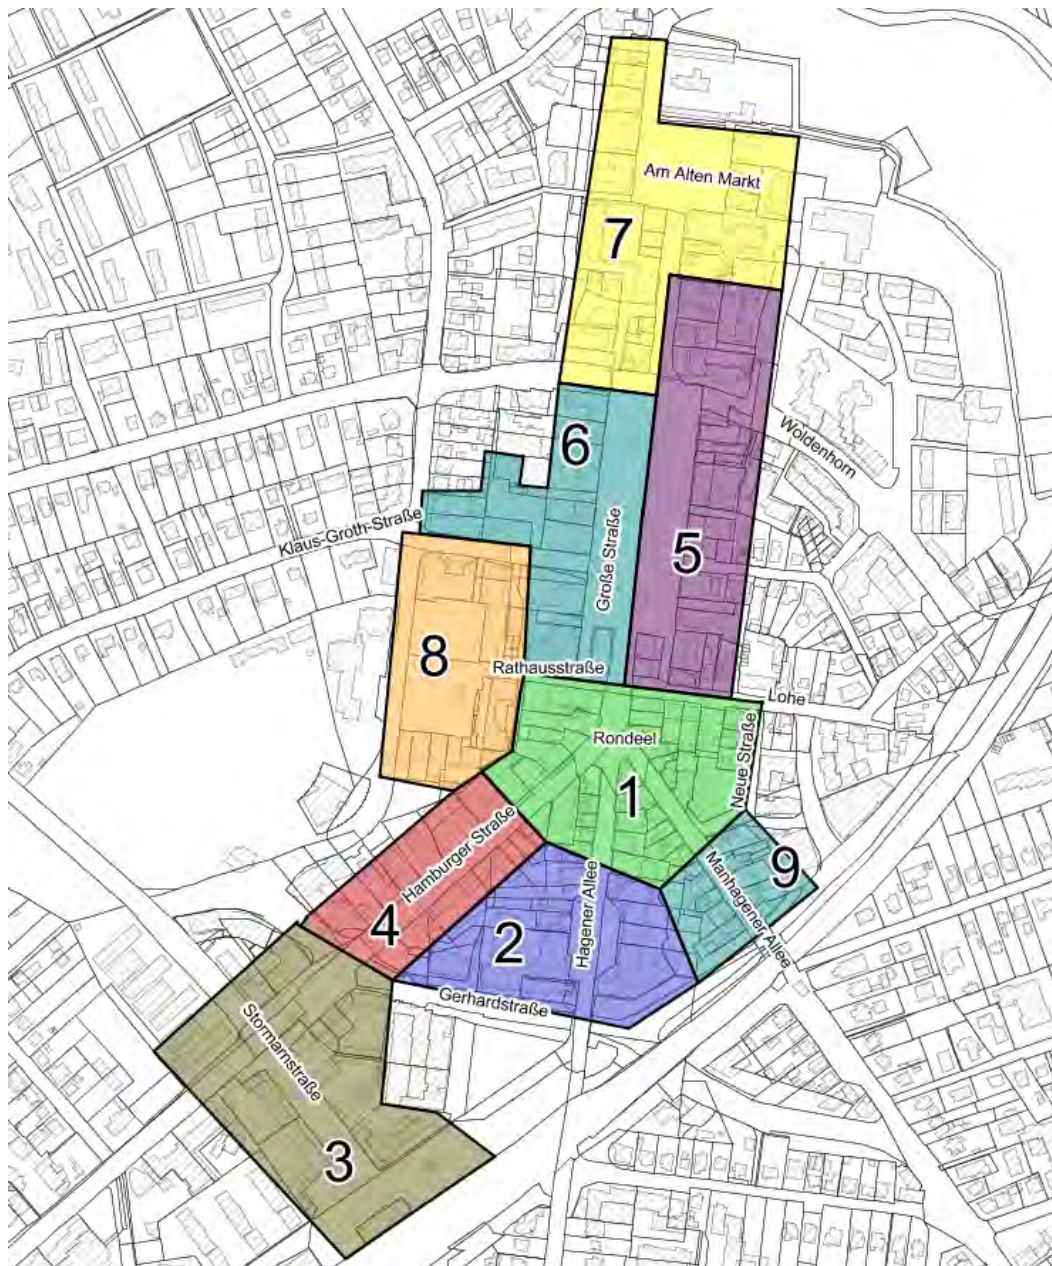 Am Alten Markt
7
6
Woldenhorn
Klaus-Groth-Straße
Große Straße
5
8
Rathausstraße
Lohe
Rondeel
Neue Straße
1
Hamburger Straße
9
Manhagener Allee
4
Hagener Allee
2
Gerhardstraße
Stormarnstraße
3